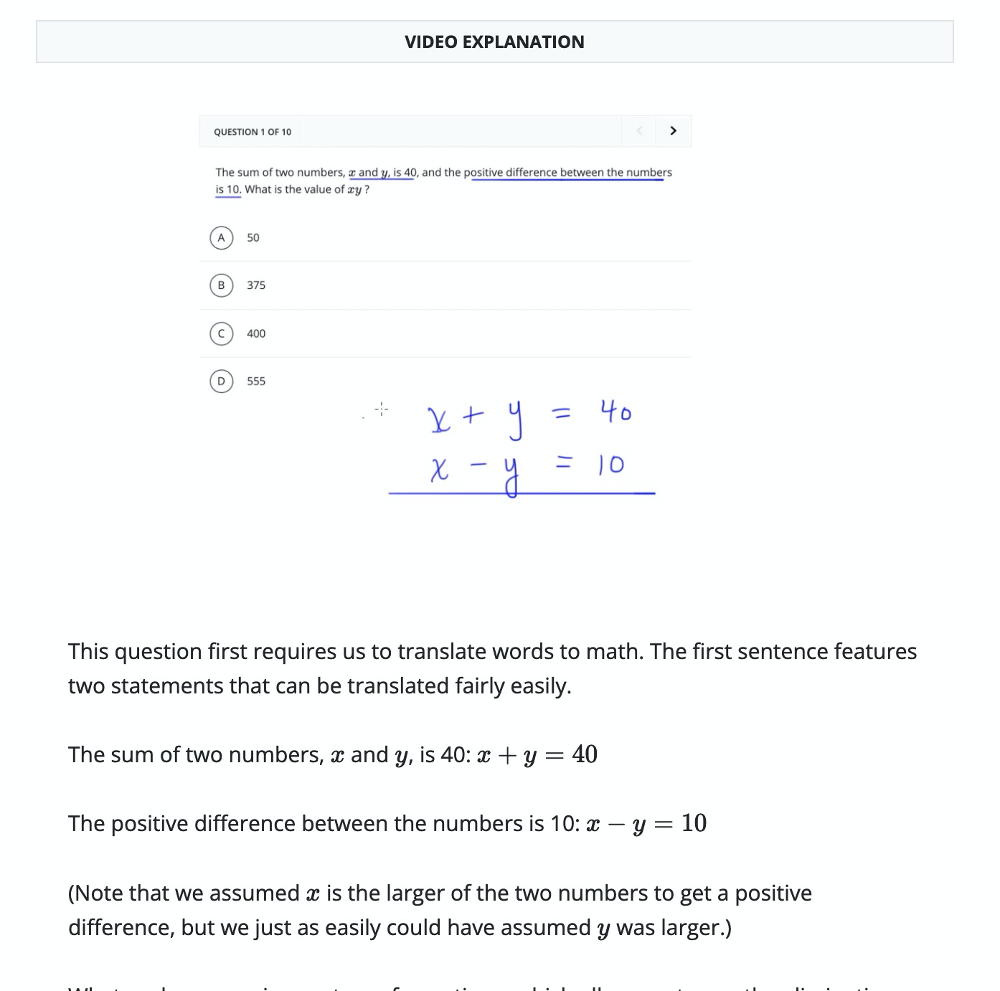 VIDEO EXPLANATION
QUESTION 1 OF 10
The sum of two numbers, x and y, is 40, and the positive difference between the numbers
is 10. What is the value of xy ?
A 50
B 375
C 400
D 555
x + y = 40
x − y = 10
This question first requires us to translate words to math. The first sentence features
two statements that can be translated fairly easily.
The sum of two numbers, x and y, is 40: x + y = 40
The positive difference between the numbers is 10: x − y = 10
(Note that we assumed x is the larger of the two numbers to get a positive
difference, but we just as easily could have assumed y was larger.)